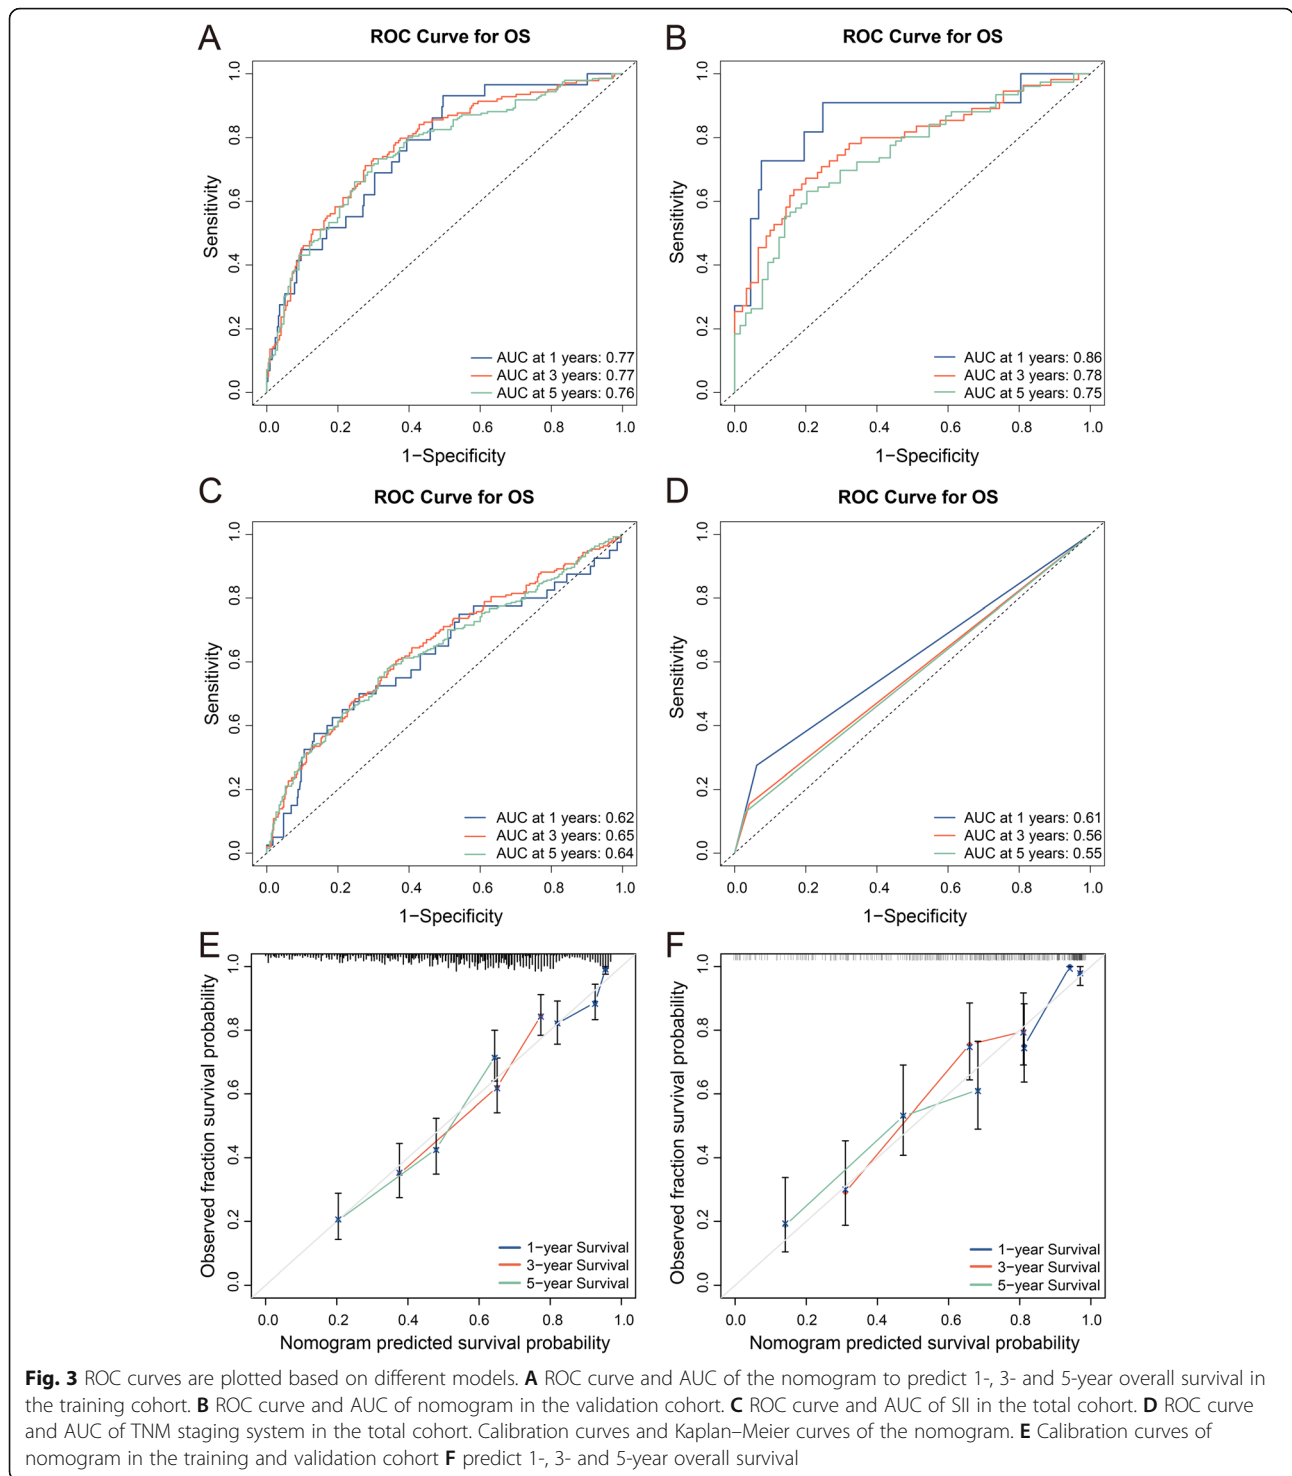 A
ROC Curve for OS
Sensitivity
0.0 0.2 0.4 0.6 0.8 1.0
AUC at 1 years: 0.77
AUC at 3 years: 0.77
AUC at 5 years: 0.76
0.0 0.2 0.4 0.6 0.8 1.0
1−Specificity
B
ROC Curve for OS
Sensitivity
0.0 0.2 0.4 0.6 0.8 1.0
AUC at 1 years: 0.86
AUC at 3 years: 0.78
AUC at 5 years: 0.75
0.0 0.2 0.4 0.6 0.8 1.0
1−Specificity
C
ROC Curve for OS
Sensitivity
0.0 0.2 0.4 0.6 0.8 1.0
AUC at 1 years: 0.62
AUC at 3 years: 0.65
AUC at 5 years: 0.64
0.0 0.2 0.4 0.6 0.8 1.0
1−Specificity
D
ROC Curve for OS
Sensitivity
0.0 0.2 0.4 0.6 0.8 1.0
AUC at 1 years: 0.61
AUC at 3 years: 0.56
AUC at 5 years: 0.55
0.0 0.2 0.4 0.6 0.8 1.0
1−Specificity
E
Observed fraction survival probability
0.0 0.2 0.4 0.6 0.8 1.0
1−year Survival
3−year Survival
5−year Survival
0.0 0.2 0.4 0.6 0.8 1.0
Nomogram predicted survival probability
F
Observed fraction survival probability
0.0 0.2 0.4 0.6 0.8 1.0
1−year Survival
3−year Survival
5−year Survival
0.0 0.2 0.4 0.6 0.8 1.0
Nomogram predicted survival probability
Fig. 3 ROC curves are plotted based on different models. A ROC curve and AUC of the nomogram to predict 1-, 3- and 5-year overall survival in
the training cohort. B ROC curve and AUC of nomogram in the validation cohort. C ROC curve and AUC of SII in the total cohort. D ROC curve
and AUC of TNM staging system in the total cohort. Calibration curves and Kaplan–Meier curves of the nomogram. E Calibration curves of
nomogram in the training and validation cohort F predict 1-, 3- and 5-year overall survival